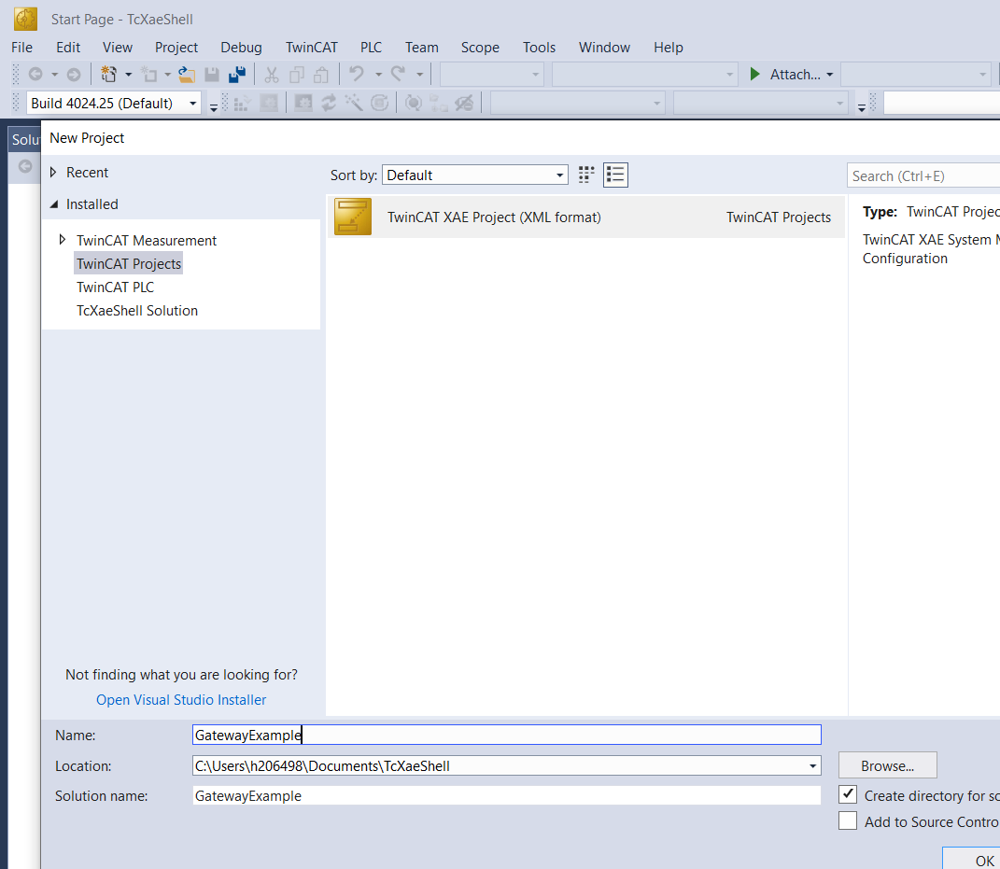 Start Page - TcXaeShell
File Edit View Project Debug TwinCAT PLC Team Scope Tools Window Help
Attach...
Build 4024.25 (Default)
Solu
New Project
Recent
Sort by: Default
Search (Ctrl+E)
Installed
TwinCAT XAE Project (XML format) TwinCAT Projects
Type: TwinCAT Projec
TwinCAT XAE System M
Configuration
TwinCAT Measurement
TwinCAT Projects
TwinCAT PLC
TcXaeShell Solution
Not finding what you are looking for?
Open Visual Studio Installer
Name: GatewayExample
Location: C:\Users\h206498\Documents\TcXaeShell Browse...
Solution name: GatewayExample
Create directory for so
Add to Source Contro
OK